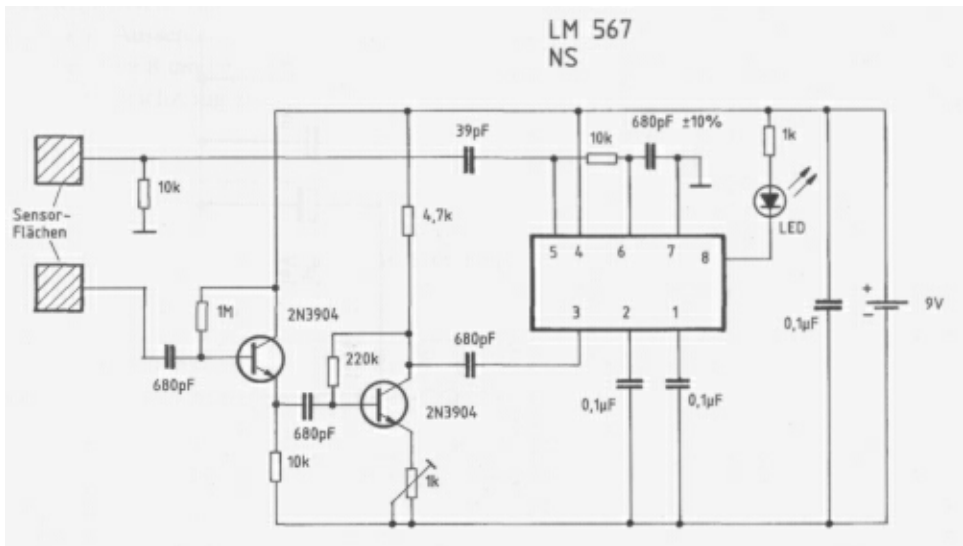 LM 567
NS
39pF
10k
680pF ±10%
1k
10k
Sensor-
Flächen
4,7k
LED
5 4 6 7 8
3 2 1
1M
2N3904
+
-
9V
0,1µF
680pF
220k
680pF
0,1µF
0,1µF
2N3904
680pF
10k
1k